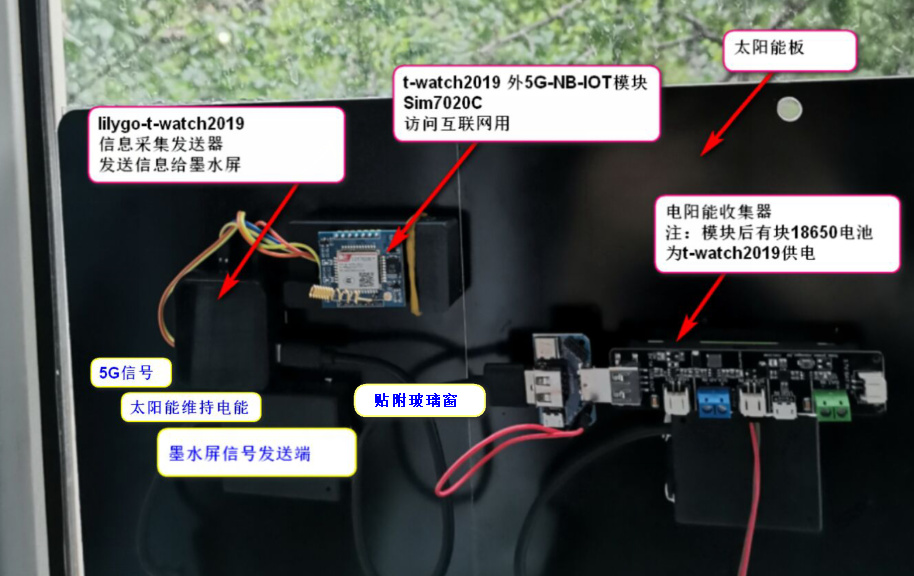 太阳能板
t-watch2019 外5G-NB-IOT模块
Sim7020C
访问互联网用
lilygo-t-watch2019
信息采集发送器
发送信息给墨水屏
电阳能收集器
注：模块后有块18650电池
为t-watch2019供电
5G信号
太阳能维持电能
贴附玻璃窗
墨水屏信号发送端